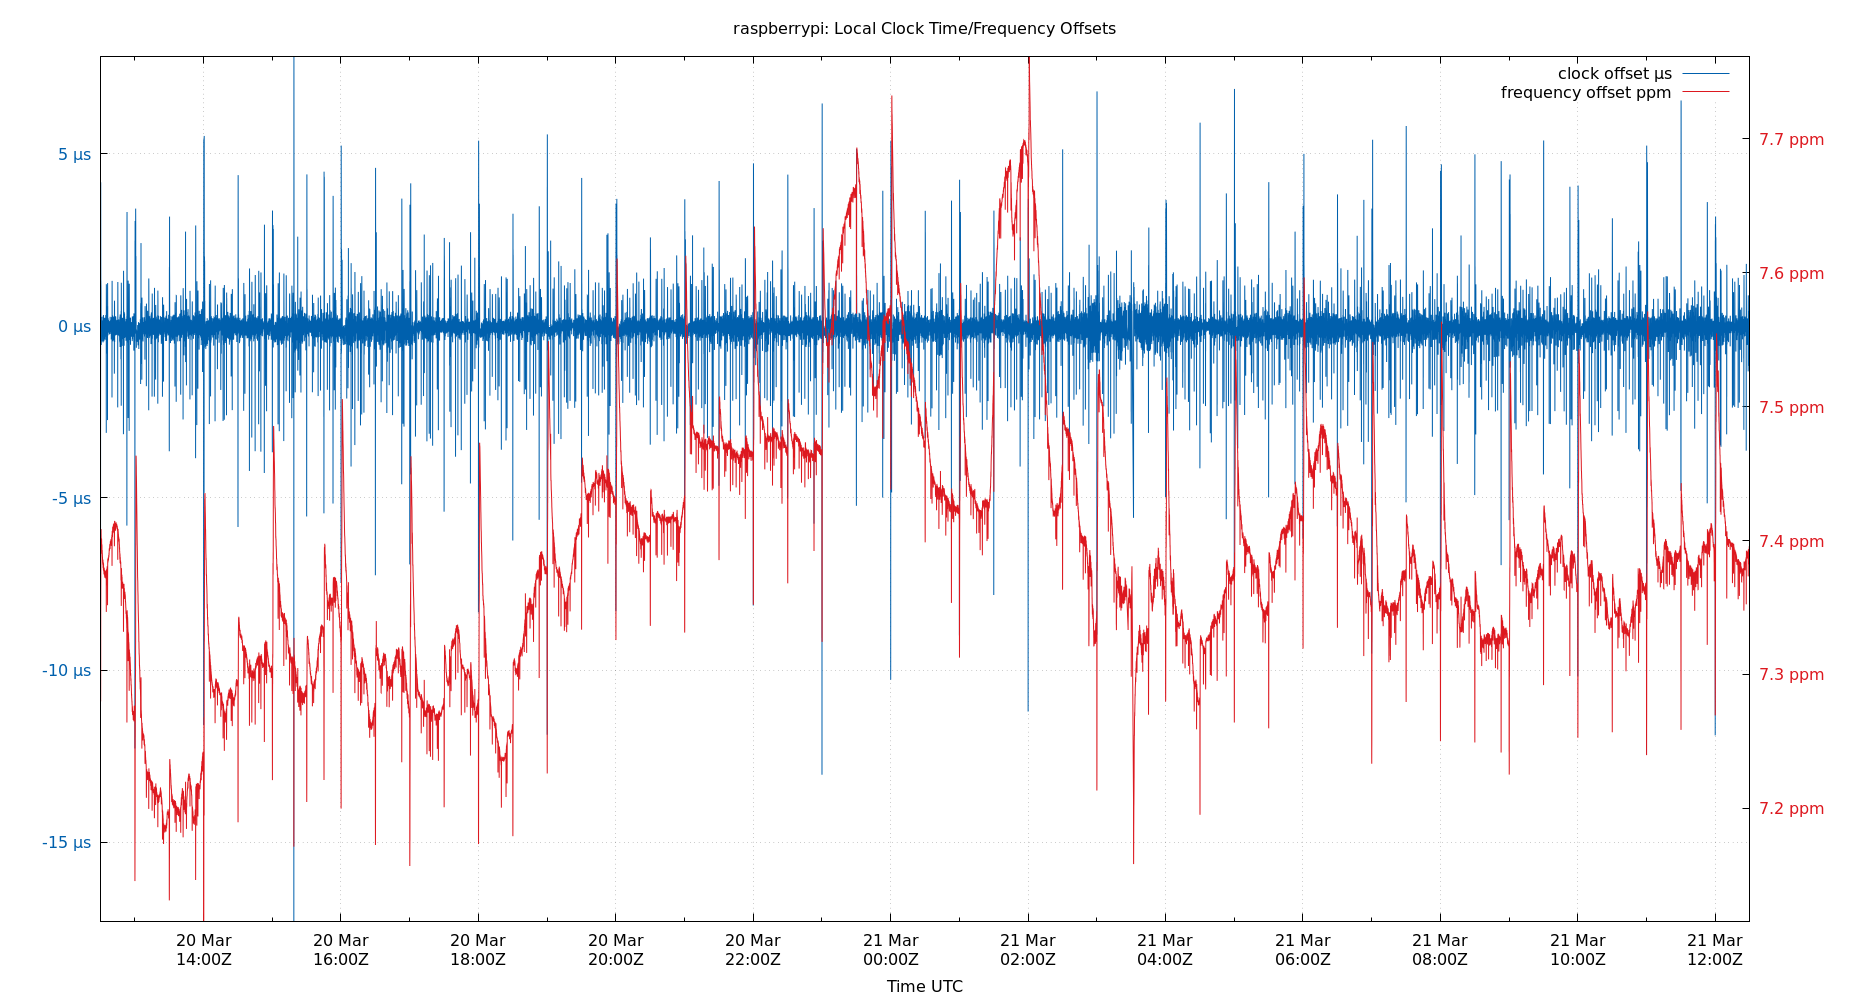 raspberrypi: Local Clock Time/Frequency Offsets
clock offset µs
frequency offset ppm
5 µs
0 µs
-5 µs
-10 µs
-15 µs
7.7 ppm
7.6 ppm
7.5 ppm
7.4 ppm
7.3 ppm
7.2 ppm
20 Mar 20 Mar 20 Mar 20 Mar 20 Mar 21 Mar 21 Mar 21 Mar 21 Mar 21 Mar 21 Mar 21 Mar
14:00Z 16:00Z 18:00Z 20:00Z 22:00Z 00:00Z 02:00Z 04:00Z 06:00Z 08:00Z 10:00Z 12:00Z
Time UTC